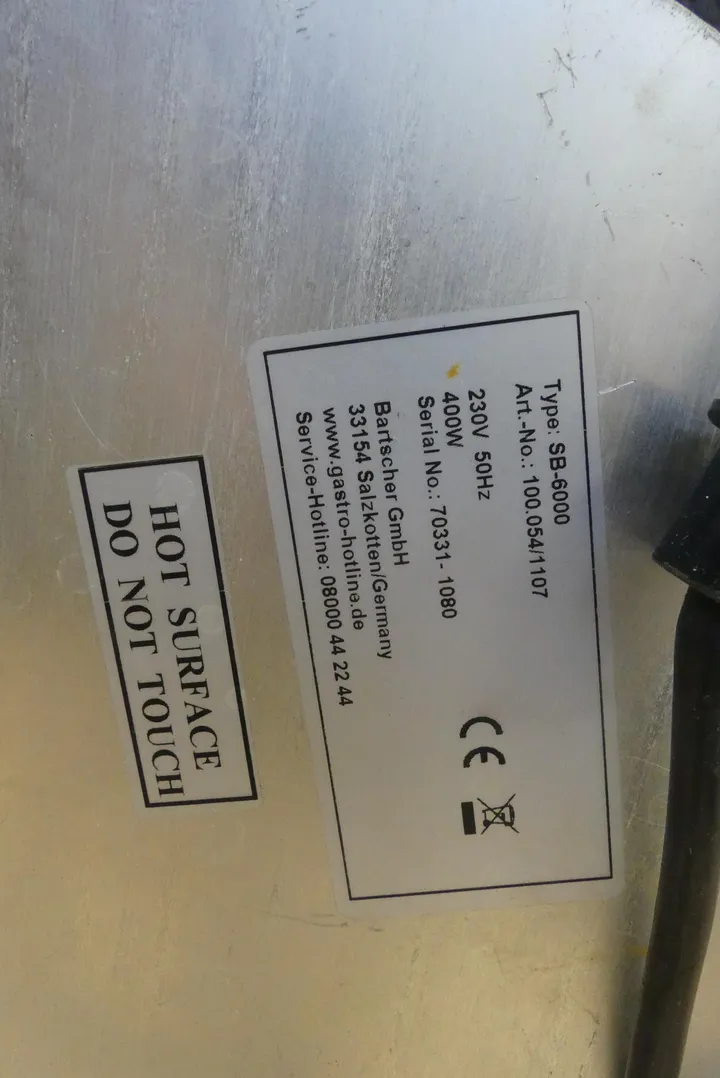 Type: SB-6000
Art.-No.: 100.054/1107
230V 50Hz
400W
Serial No.: 70331- 1080
CE
Bartscher GmbH
33154 Salzkotten/Germany
www.gastro-hotline.de
Service-Hotline: 08000 44 22 44
HOT SURFACE
DO NOT TOUCH